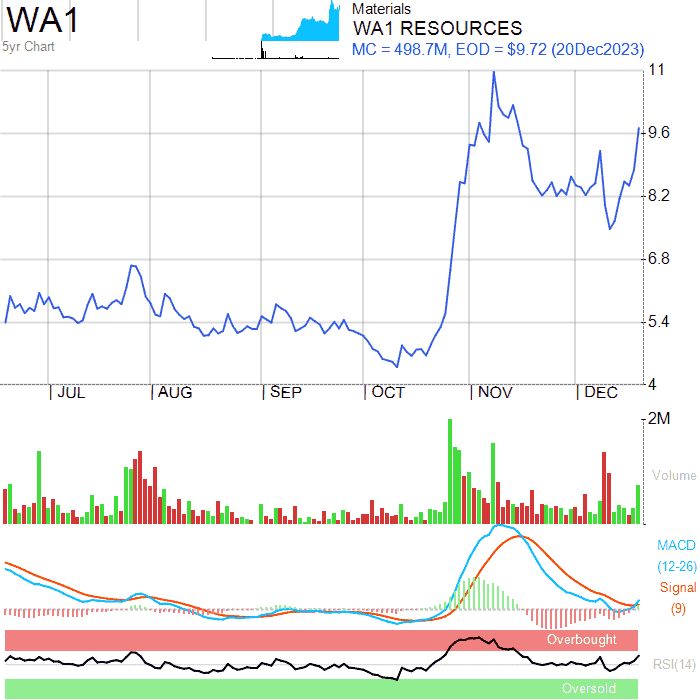 WA1
5yr Chart
Materials
WA1 RESOURCES
MC = 498.7M, EOD = $9.72 (20Dec2023)
11
9.6
8.2
6.8
5.4
4
JUL AUG SEP OCT NOV DEC
2M
Volume
MACD
(12-26)
Signal
(9)
Overbought
RSI(14)
Oversold